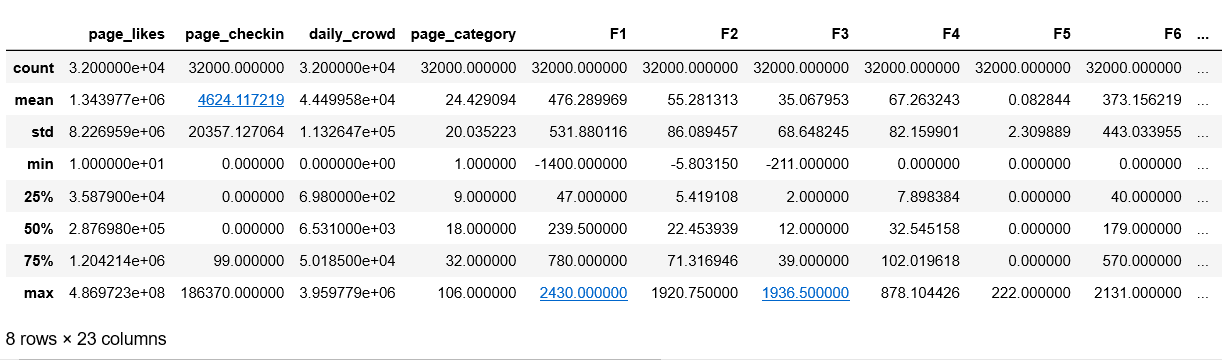 page_likes page_checkin daily_crowd page_category F1 F2 F3 F4 F5 F6 ...
count 3.200000e+04 32000.000000 3.200000e+04 32000.000000 32000.000000 32000.000000 32000.000000 32000.000000 32000.000000 32000.000000 ...
mean 1.343977e+06 4624.117219 4.449958e+04 24.429094 476.289969 55.281313 35.067953 67.263243 0.082844 373.156219 ...
std 8.226959e+06 20357.127064 1.132647e+05 20.035223 531.880116 86.089457 68.648245 82.159901 2.309889 443.033955 ...
min 1.000000e+01 0.000000 0.000000e+00 1.000000 -1400.000000 -5.803150 -211.000000 0.000000 0.000000 0.000000 ...
25% 3.587900e+04 0.000000 6.980000e+02 9.000000 47.000000 5.419108 2.000000 7.898384 0.000000 40.000000 ...
50% 2.876980e+05 0.000000 6.531000e+03 18.000000 239.500000 22.453939 12.000000 32.545158 0.000000 179.000000 ...
75% 1.204214e+06 99.000000 5.018500e+04 32.000000 780.000000 71.316946 39.000000 102.019618 0.000000 570.000000 ...
max 4.869723e+08 186370.000000 3.959779e+06 106.000000 2430.000000 1920.750000 1936.500000 878.104426 222.000000 2131.000000 ...
8 rows × 23 columns